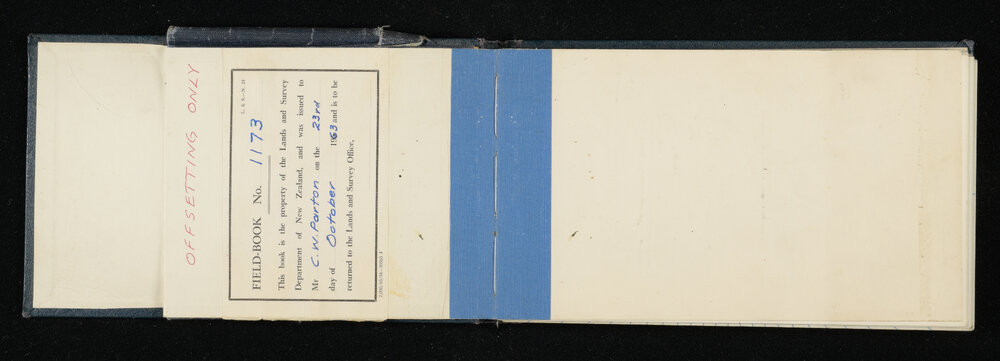 OFFSETTING ONLY
L. & S.—N. 20
FIELD-BOOK No. 1173
This book is the property of the Lands and Survey
Department of New Zealand, and was issued to
Mr C.W. Parton on the 23rd
day of October 1963 and is to be
returned to the Lands and Survey Office,